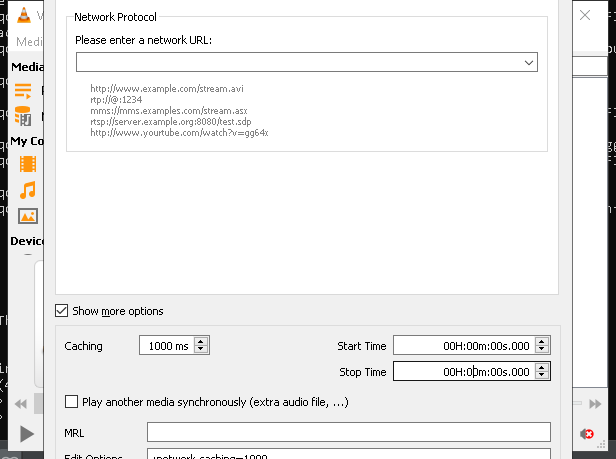 Network Protocol
Please enter a network URL:
http://www.example.com/stream.avi
rtp://@:1234
mms://mms.examples.com/stream.asx
rtsp://server.example.org:8080/test.sdp
http://www.yourtube.com/watch?v=gg64x
Media
Media
My Co
Device
Show more options
Caching
1000 ms
Start Time
00H:00m:00s.000
Stop Time
00H:00m:00s.000
Play another media synchronously (extra audio file, ...)
MRL
Edit Options
:network-caching=1000